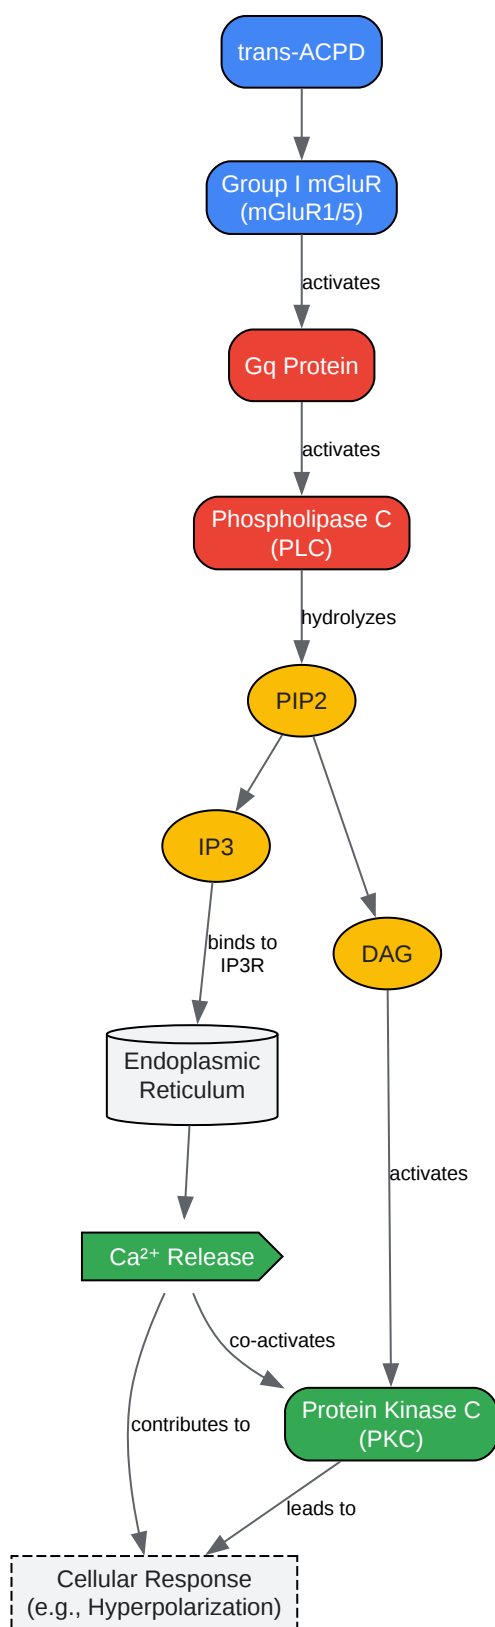 trans-ACPD
Group I mGluR
(mGluR1/5)
activates
Gq Protein
activates
Phospholipase C
(PLC)
hydrolyzes
PIP2
IP3
binds to
IP3R
DAG
Endoplasmic
Reticulum
activates
Ca²⁺ Release
co-activates
Protein Kinase C
(PKC)
contributes to
leads to
Cellular Response
(e.g., Hyperpolarization)